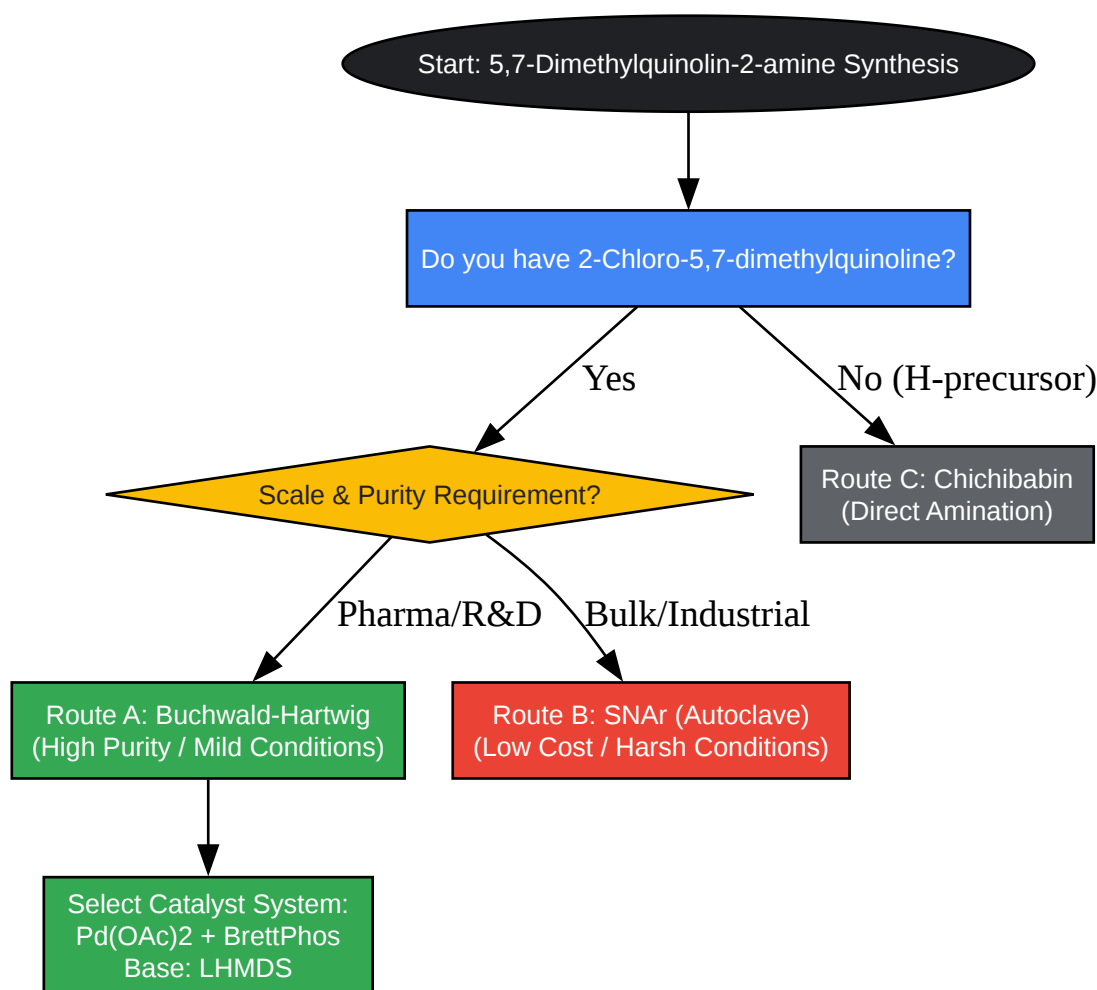 Start: 5,7-Dimethylquinolin-2-amine Synthesis
Do you have 2-Chloro-5,7-dimethylquinoline?
Yes
No (H-precursor)
Scale & Purity Requirement?
Route C: Chichibabin
(Direct Amination)
Pharma/R&D
Bulk/Industrial
Route A: Buchwald-Hartwig
(High Purity / Mild Conditions)
Route B: SNAr (Autoclave)
(Low Cost / Harsh Conditions)
Select Catalyst System:
Pd(OAc)2 + BrettPhos
Base: LHMDS